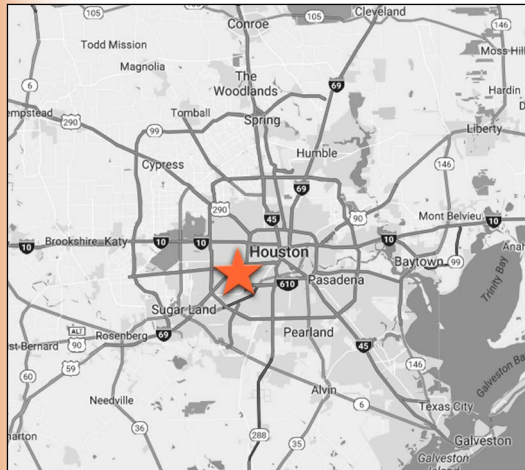 105
Conroe
105
Cleveland
146
Todd Mission
Moss Hill
Magnolia
The
Woodlands
69
6
Hardin
empstead
290
Tomball
Spring
99
Liberty
Humble
Cypress
146
69
290
90
45
Mont Belvieu
10
10
Brookshire
Katy
10
10
Houston
10
Baytown
99
Pasadena
610
Trinity Bay
Sugar Land
ALT
90
Rosenberg
69
Pearland
st-Bernard
45
59
60
146
Galveston Ba
Needville
Alvin
6
Texas City
36
288
35
harton
Galveston
Galveston